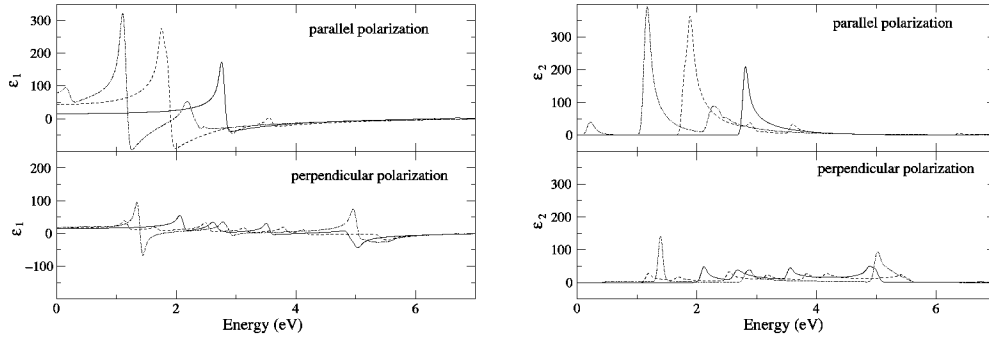 300
200
100
0
ε1
parallel polarization
200
100
0
−100
ε1
perpendicular polarization
0
2
4
6
Energy (eV)
300
200
100
0
ε2
parallel polarization
300
200
100
0
ε2
perpendicular polarization
0
2
4
6
Energy (eV)